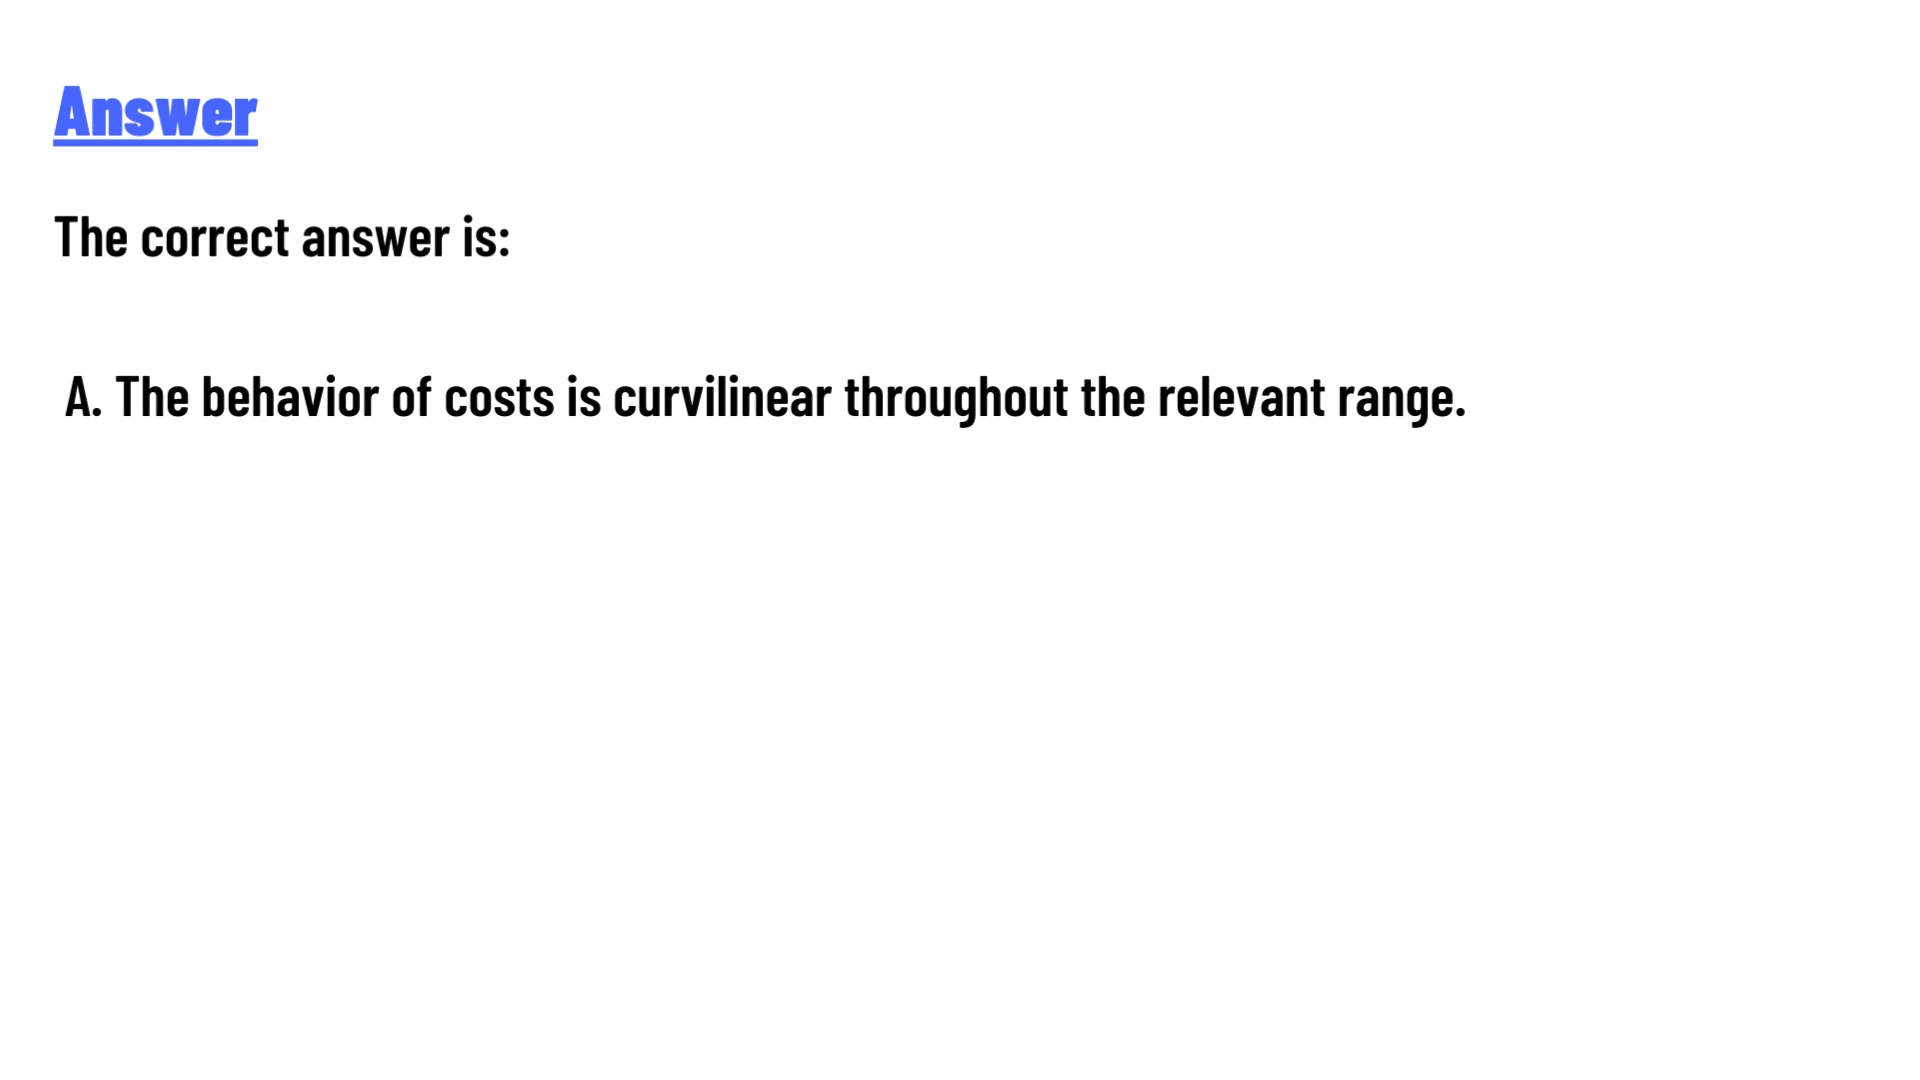 Answer
The correct answer is:
A. The behavior of costs is curvilinear throughout the relevant range.